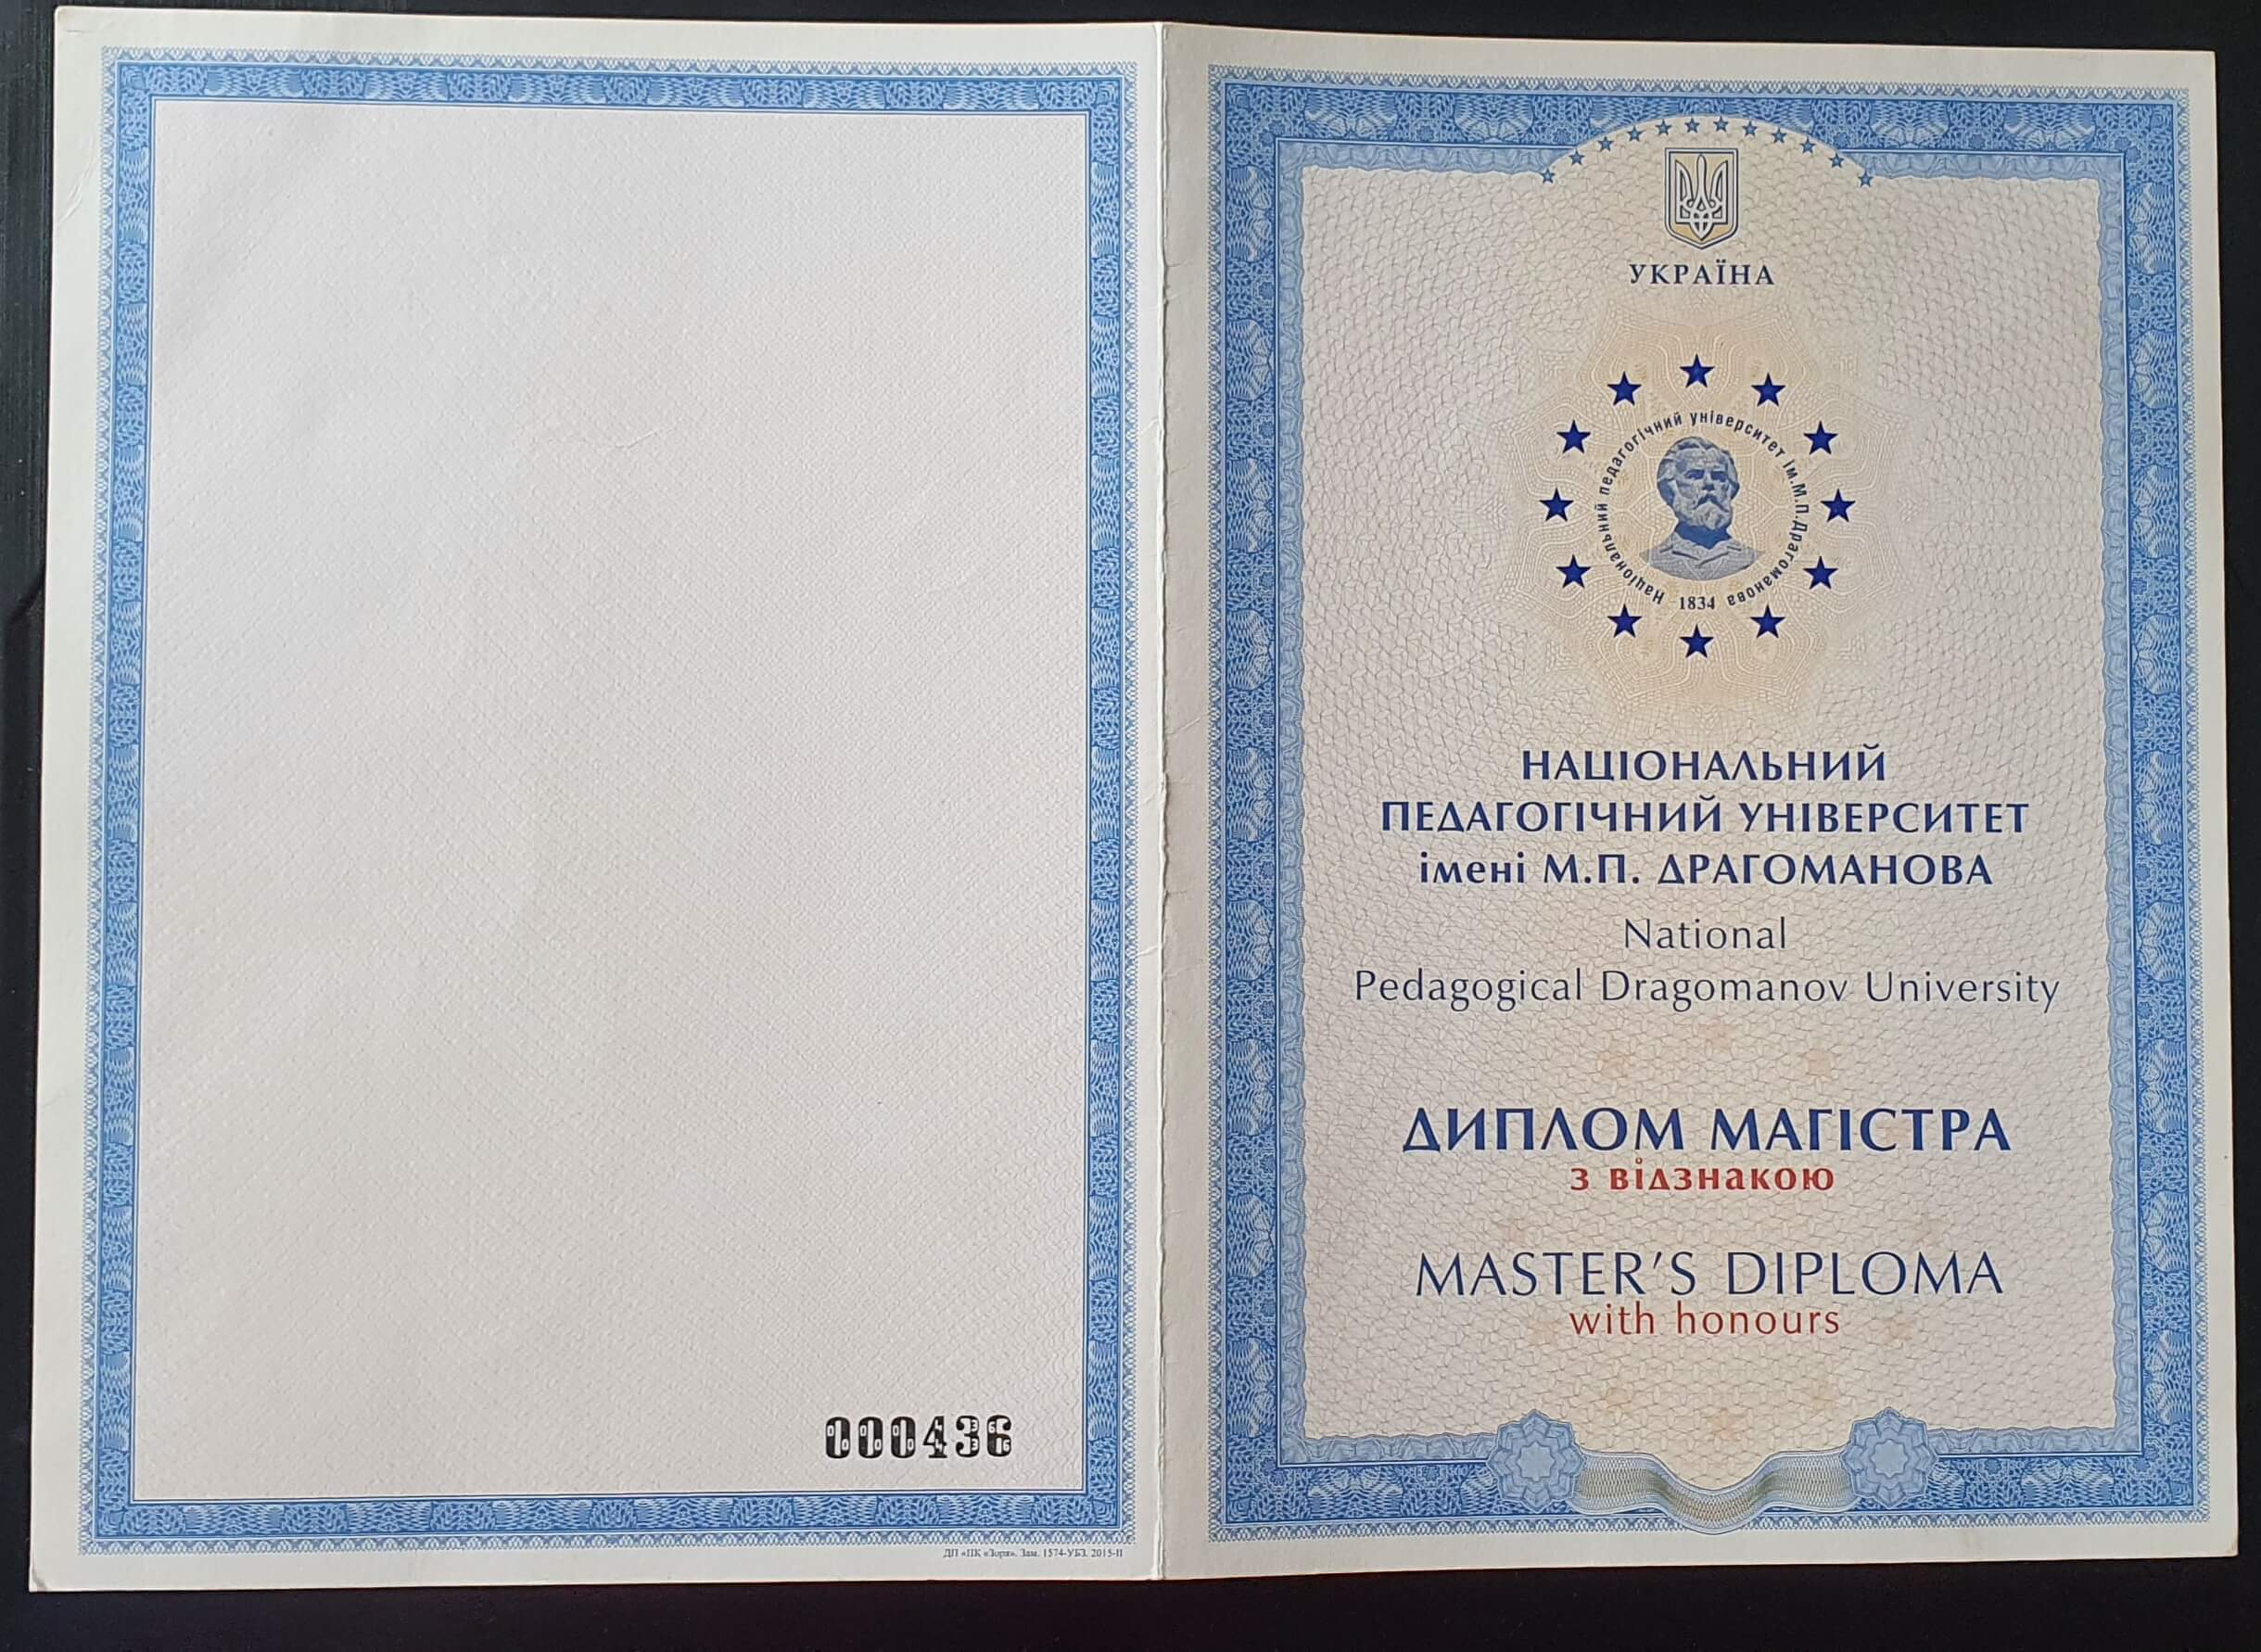 000436
ДП «ПК «Зоря». Зам. 1574-УБЗ. 2015-II
УКРАЇНА
Національний педагогічний університет ім.М.П.Драгоманова
1834
НАЦІОНАЛЬНИЙ
ПЕДАГОГІЧНИЙ УНІВЕРСИТЕТ
імені М.П. ДРАГОМАНОВА
National
Pedagogical Dragomanov University
ДИПЛОМ МАГІСТРА
з відзнакою
MASTER'S DIPLOMA
with honours